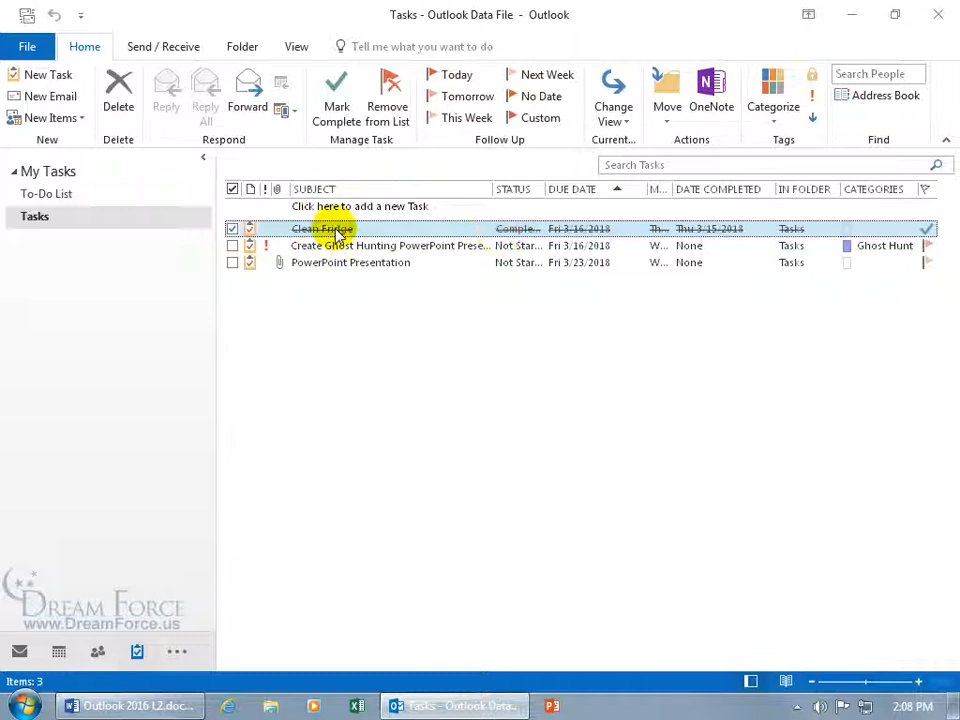 Tasks - Outlook Data File - Outlook
File Home Send / Receive Folder View Tell me what you want to do
New Task
New Email
New Items
New
Delete
Delete
Reply
Reply All
Forward
Respond
Mark Complete
Remove from List
Manage Task
Today
Tomorrow
This Week
Next Week
No Date
Custom
Follow Up
Change View
Current...
Move
OneNote
Actions
Categorize
Tags
Search People
Address Book
Find
My Tasks
To-Do List
Tasks
Search Tasks
SUBJECT STATUS DUE DATE M... DATE COMPLETED IN FOLDER CATEGORIES
Click here to add a new Task
Clean Fridge Comple... Fri 3/16/2018 Th... Thu 3/15/2018 Tasks
Create Ghost Hunting PowerPoint Prese... Not Star... Fri 3/16/2018 W... None Tasks Ghost Hunt
PowerPoint Presentation Not Star... Fri 3/23/2018 W... None Tasks
DREAM FORCE
www.DreamForce.us
Items: 3
Outlook 2016 L2.doc... Tasks - Outlook Data... 2:08 PM